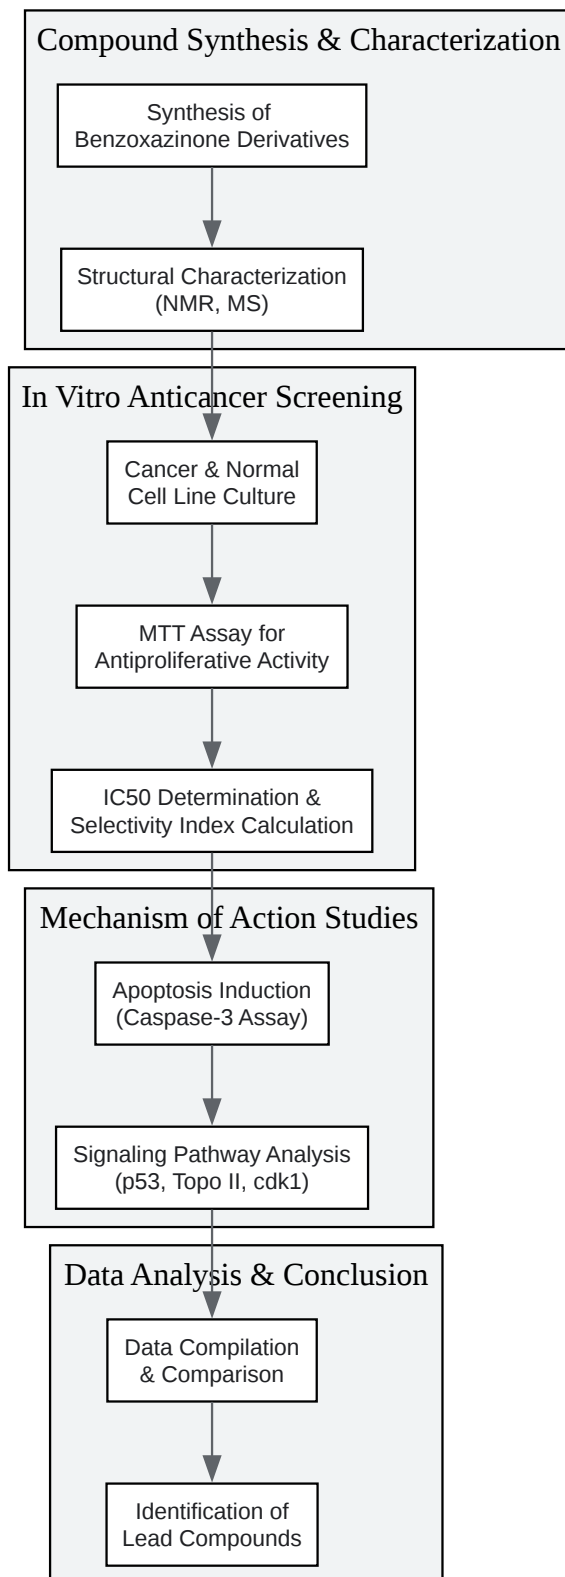 Compound Synthesis & Characterization
Synthesis of
Benzoxazinone Derivatives
Structural Characterization
(NMR, MS)
In Vitro Anticancer Screening
Cancer & Normal
Cell Line Culture
MTT Assay for
Antiproliferative Activity
IC50 Determination &
Selectivity Index Calculation
Mechanism of Action Studies
Apoptosis Induction
(Caspase-3 Assay)
Signaling Pathway Analysis
(p53, Topo II, cdk1)
Data Analysis & Conclusion
Data Compilation
& Comparison
Identification of
Lead Compounds